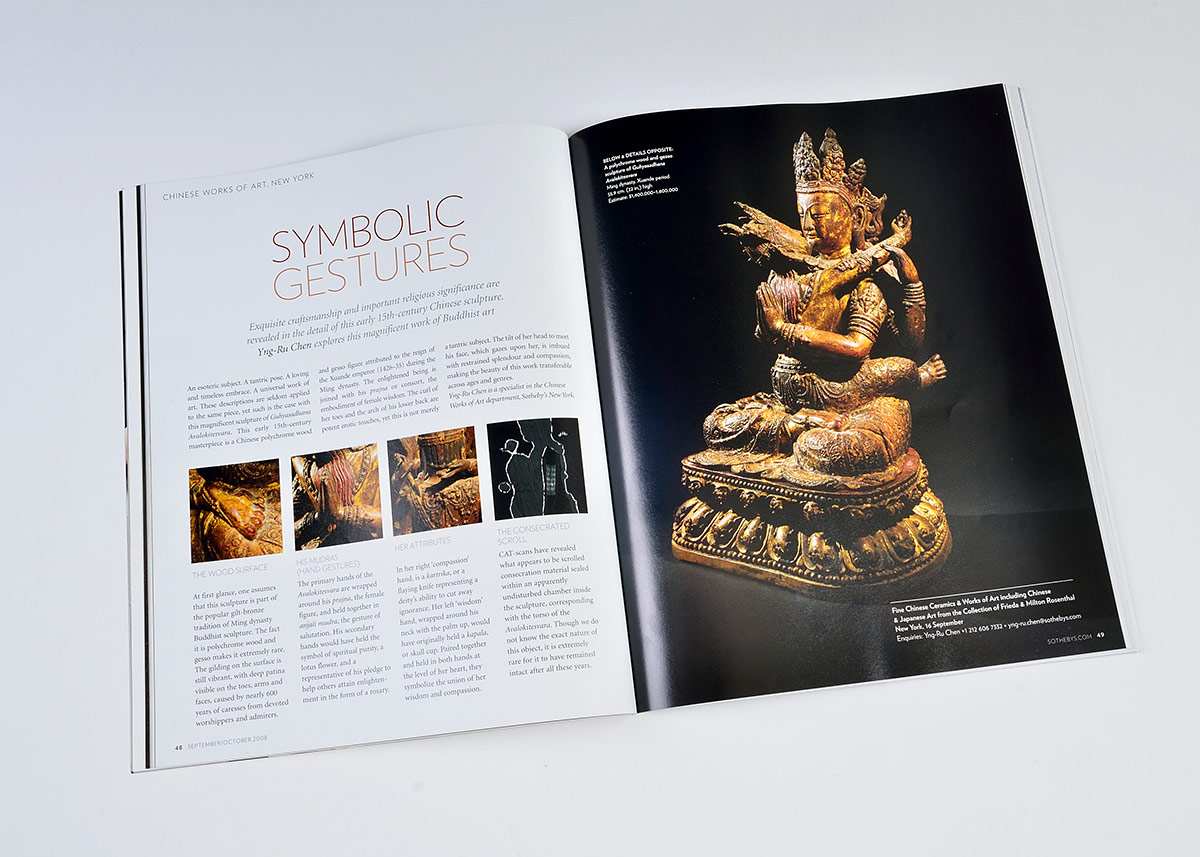 CHINESE WORKS OF ART, NEW YORK
SYMBOLIC
GESTURES
Exquisite craftsmanship and important religious significance are
revealed in the detail of this early 15th-century Chinese sculpture.
Yng-Ru Chen explores this magnificent work of Buddhist art
An esoteric subject. A tantric pose. A loving
and timeless embrace. A universal work of
art. These descriptions are seldom applied
to the same piece, yet such is the case with
this magnificent sculpture of Guhyasadhana
Avalokitesvara. This early 15th-century
masterpiece is a Chinese polychrome wood
and gesso figure attributed to the reign of
the Xuande emperor (1426–35) during the
Ming dynasty. The enlightened being is
joined with his prajna or consort, the
embodiment of female wisdom. The curl of
her toes and the arch of his lower back are
potent erotic touches, yet this is not merely
a tantric subject. The tilt of her head to meet
his face, which gazes upon her, is imbued
with restrained splendour and compassion,
making the beauty of this work transferable
across ages and genres.
Yng-Ru Chen is a specialist in the Chinese
Works of Art department, Sotheby's New York.
THE WOOD SURFACE
At first glance, one assumes
that this sculpture is part of
the popular gilt-bronze
tradition of Ming dynasty
Buddhist sculpture. The fact
it is polychrome wood and
gesso makes it extremely rare.
The gilding on the surface is
still vibrant, with deep patina
visible on the toes, arms and
faces, caused by nearly 600
years of caresses from devoted
worshippers and admirers.
HIS MUDRAS
(HAND GESTURES)
The primary hands of the
Avalokitesvara are wrapped
around his prajna, the female
figure, and held together in
anjali mudra, the gesture of
salutation. His secondary
hands would have held the
symbol of spiritual purity, a
lotus flower, and a
representative of his pledge to
help others attain enlighten-
ment in the form of a rosary.
HER ATTRIBUTES
In her right 'compassion'
hand, is a kartrika, or a
flaying knife representing a
deity's ability to cut away
ignorance. Her left 'wisdom'
hand, wrapped around his
neck with the palm up, would
have originally held a kapala,
or skull cup. Paired together
and held in both hands at
the level of her heart, they
symbolize the union of her
wisdom and compassion.
THE CONSECRATED
SCROLL
CAT-scans have revealed
what appears to be scrolled
consecration material sealed
within an apparently
undisturbed chamber inside
the sculpture, corresponding
with the torso of the
Avalokitesvara. Though we do
not know the exact nature of
this object, it is extremely
rare for it to have remained
intact after all these years.
48 SEPTEMBER/OCTOBER 2008
BELOW & DETAILS OPPOSITE:
A polychrome wood and gesso
sculpture of Guhyasadhana
Avalokitesvara
Ming dynasty, Xuande period
55.9 cm. (22 in.) high
Estimate: $1,400,000–1,800,000
Fine Chinese Ceramics & Works of Art including Chinese
& Japanese Art from the Collection of Frieda & Milton Rosenthal
New York, 16 September
Enquiries: Yng-Ru Chen +1 212 606 7332 • yng-ru.chen@sothebys.com
SOTHEBYS.COM 49